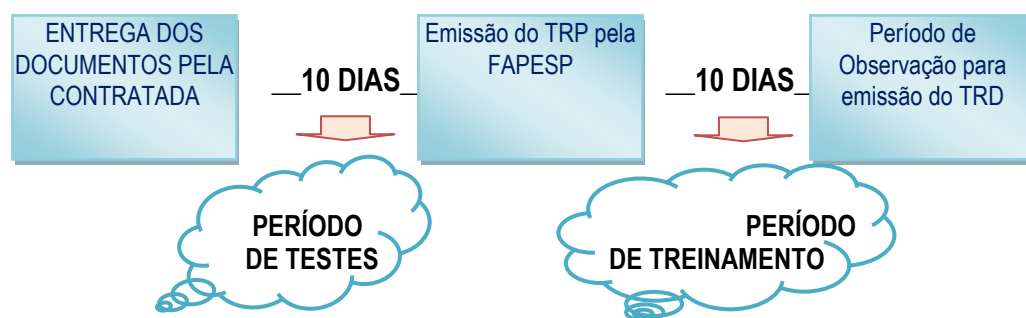 ENTREGA DOS
DOCUMENTOS PELA
CONTRATADA
__10 DIAS_
Emissão do TRP pela
FAPESP
__10 DIAS_
Período de
Observação para
emissão do TRD
PERÍODO
DE TESTES
PERÍODO
DE TREINAMENTO